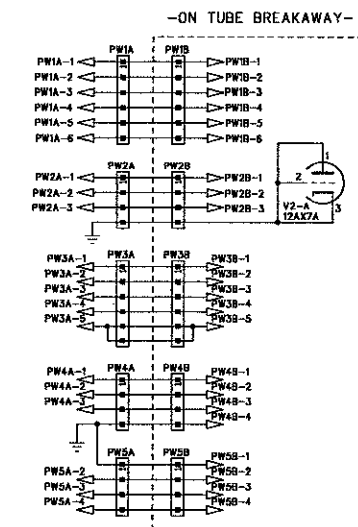 -ON TUBE BREAKAWAY-
PW1A PW1B
PW1A-1 PW1B-1
PW1A-2 PW1B-2
PW1A-3 PW1B-3
PW1A-4 PW1B-4
PW1A-5 PW1B-5
PW1A-6 PW1B-6
PW2A PW2B
PW2A-1 PW2B-1
PW2A-2 PW2B-2
PW2A-3 PW2B-3
1
2
3
V2-A
12AX7A
PW3A PW3B
PW3A-1 PW3B-1
PW3A-2 PW3B-2
PW3A-3 PW3B-3
PW3A-4 PW3B-4
PW3A-5 PW3B-5
PW4A PW4B
PW4A-1 PW4B-1
PW4A-2 PW4B-2
PW4A-3 PW4B-3
PW4B-4
PW5A PW5B
PW5B-1
PW5A-2 PW5B-2
PW5A-3 PW5B-3
PW5A-4 PW5B-4